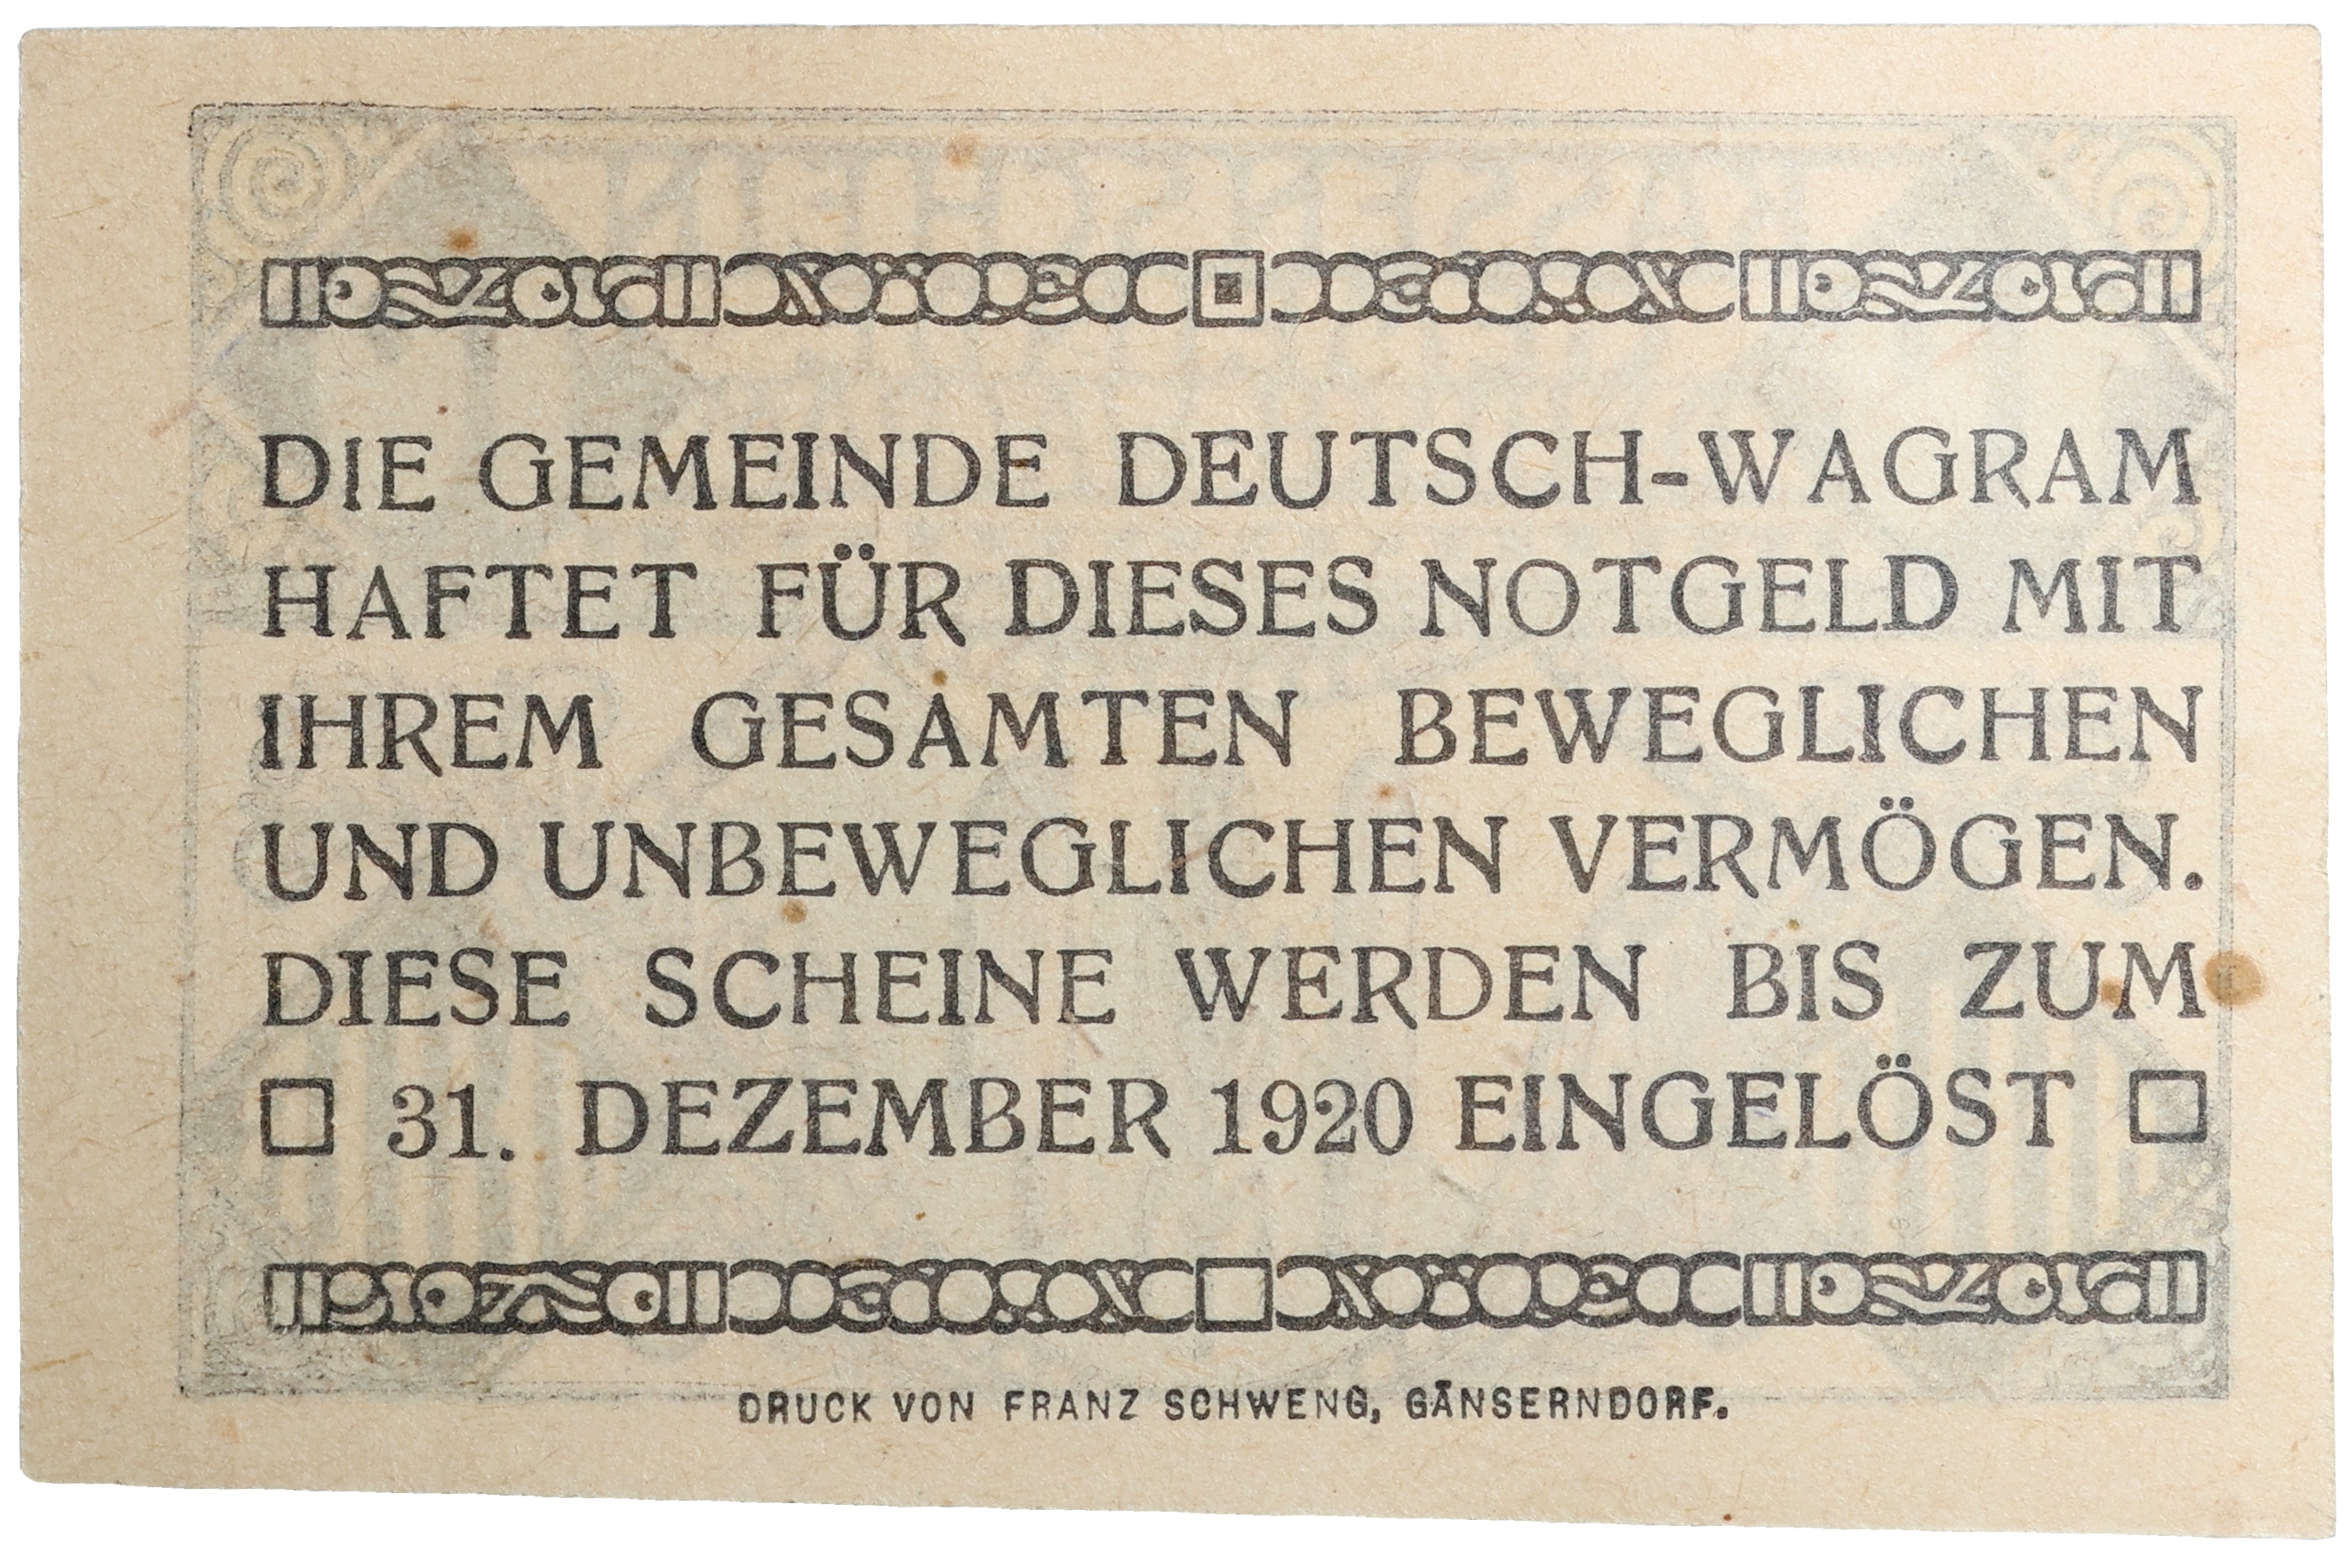 DIE GEMEINDE DEUTSCH-WAGRAM
HAFTET FÜR DIESES NOTGELD MIT
IHREM GESAMTEN BEWEGLICHEN
UND UNBEWEGLICHEN VERMÖGEN.
DIESE SCHEINE WERDEN BIS ZUM
31. DEZEMBER 1920 EINGELÖST
DRUCK VON FRANZ SCHWENG, GÄNSERNDORF.